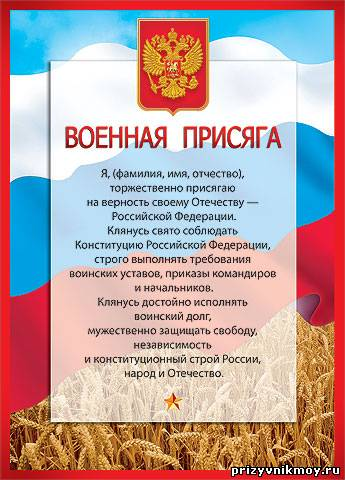 ВОЕННАЯ ПРИСЯГА
Я, (фамилия, имя, отчество),
торжественно присягаю
на верность своему Отечеству —
Российской Федерации.
Клянусь свято соблюдать
Конституцию Российской Федерации,
строго выполнять требования
воинских уставов, приказы командиров
и начальников.
Клянусь достойно исполнять
воинский долг,
мужественно защищать свободу,
независимость
и конституционный строй России,
народ и Отечество.
prizyvnikmoy.ru